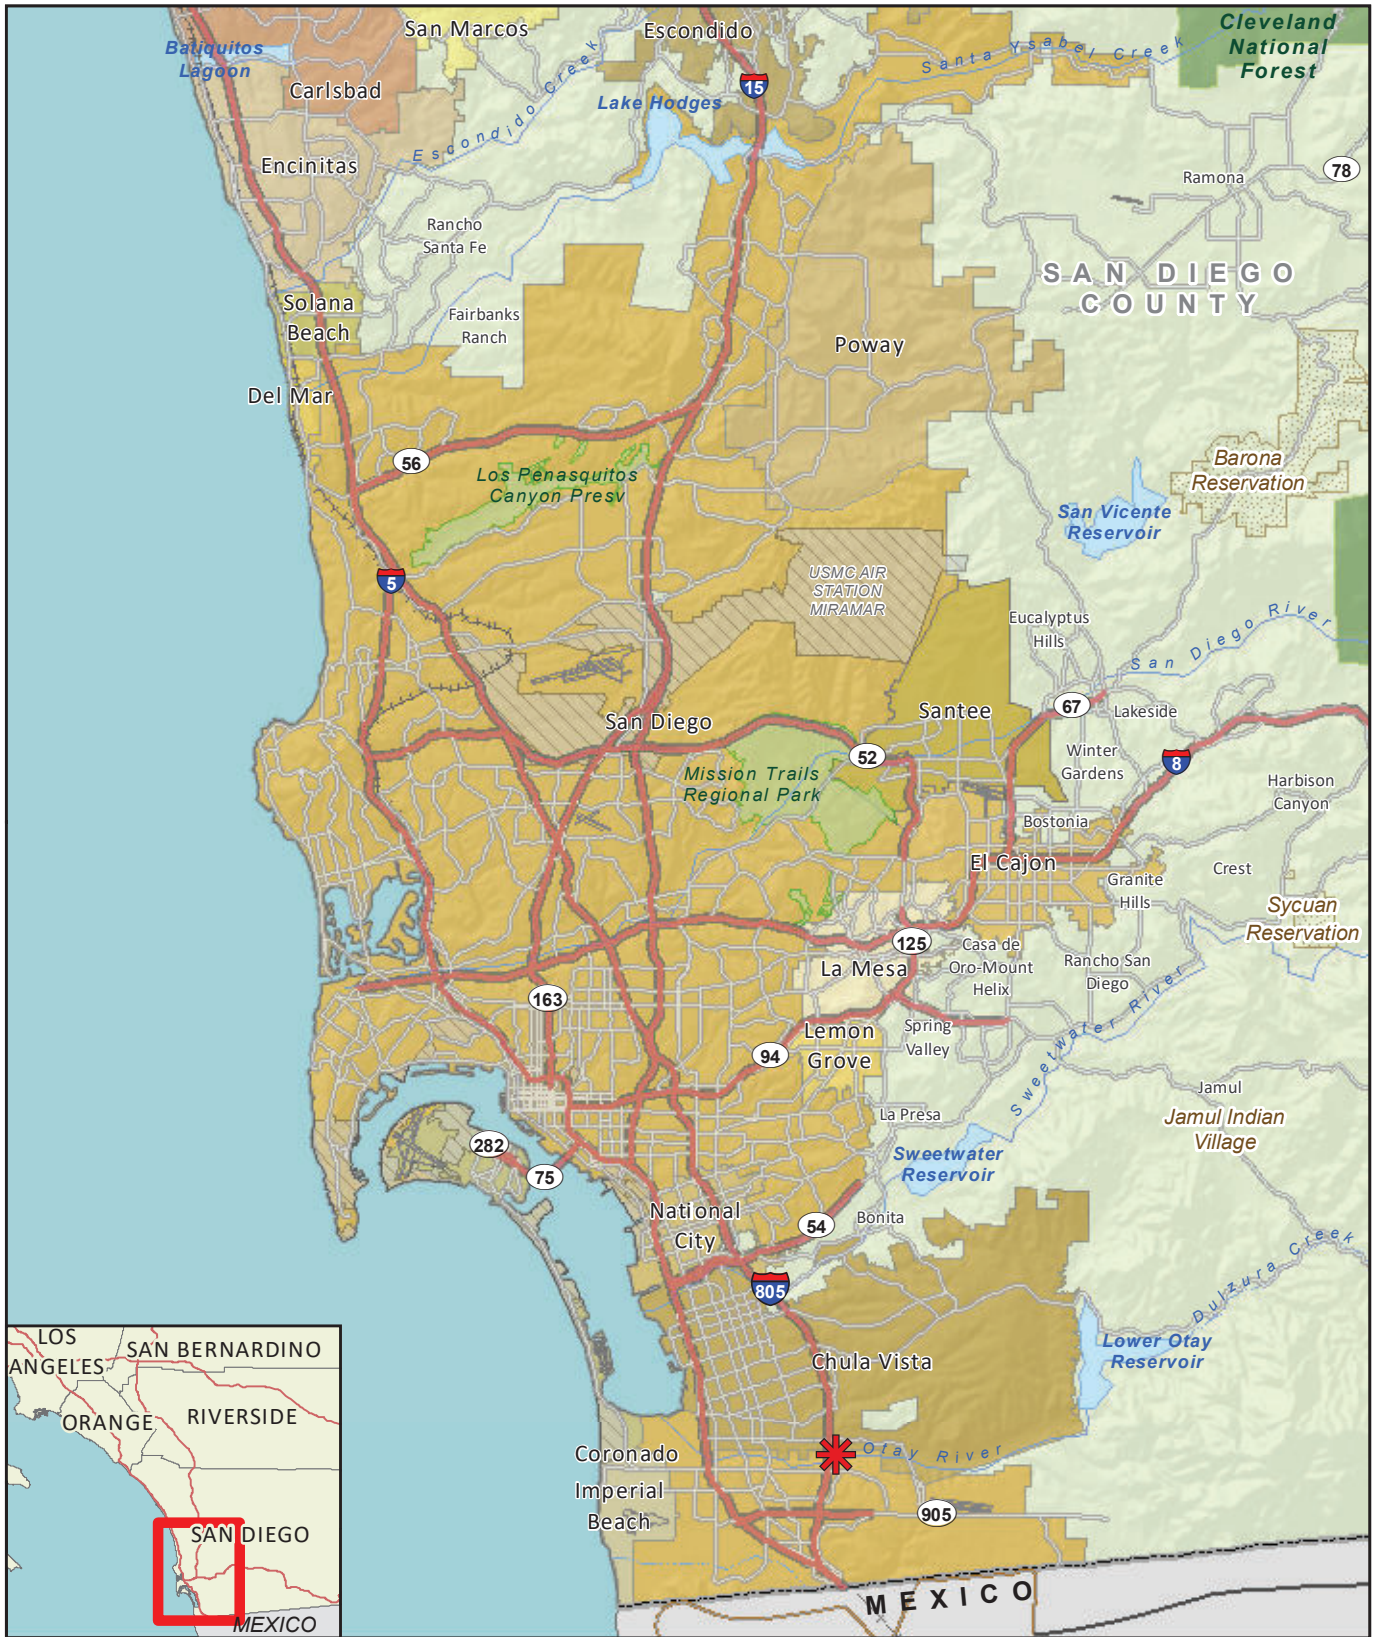 San Marcos
Escondido
Cleveland
National
Forest
Batiquitos
Lagoon
Carlsbad
Escondido Creek
Lake Hodges
15
Santa Ysabel Creek
Encinitas
Ramona
78
Rancho
Santa Fe
SAN DIEGO
COUNTY
Solana
Beach
Fairbanks
Ranch
Poway
Del Mar
56
Los Penasquitos
Canyon Presv
Barona
Reservation
San Vicente
Reservoir
5
USMC AIR
STATION
MIRAMAR
Eucalyptus
Hills
San Diego River
San Diego
Santee
67
Lakeside
52
Winter
Gardens
8
Mission Trails
Regional Park
Harbison
Canyon
Bostonia
El Cajon
Crest
Granite
Hills
Sycuan
Reservation
125
Casa de
Oro-Mount
Helix
La Mesa
Rancho San
Diego
163
Lemon
Grove
Spring
Valley
Sweetwater River
94
Jamul
La Presa
Jamul Indian
Village
282
75
Sweetwater
Reservoir
National
City
54
Bonita
Dulzura Creek
805
Chula Vista
Lower Otay
Reservoir
Coronado
Otay River
Imperial
Beach
905
MEXICO
LOS
ANGELES
SAN BERNARDINO
ORANGE
RIVERSIDE
SAN DIEGO
MEXICO